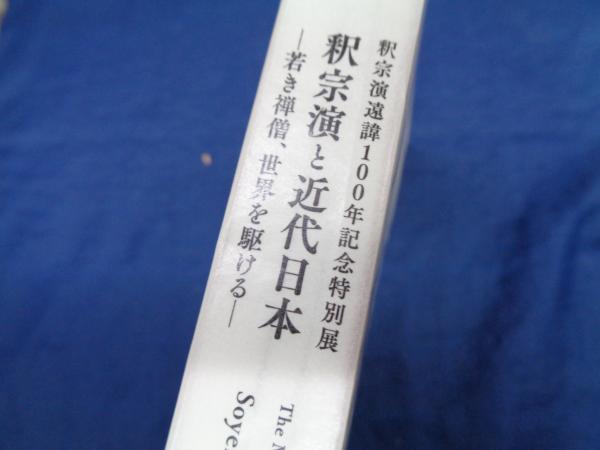 釈宗演遠諱100年記念特別展
釈宗演と近代日本
―若き禅僧、世界を駆ける―
The
Soye